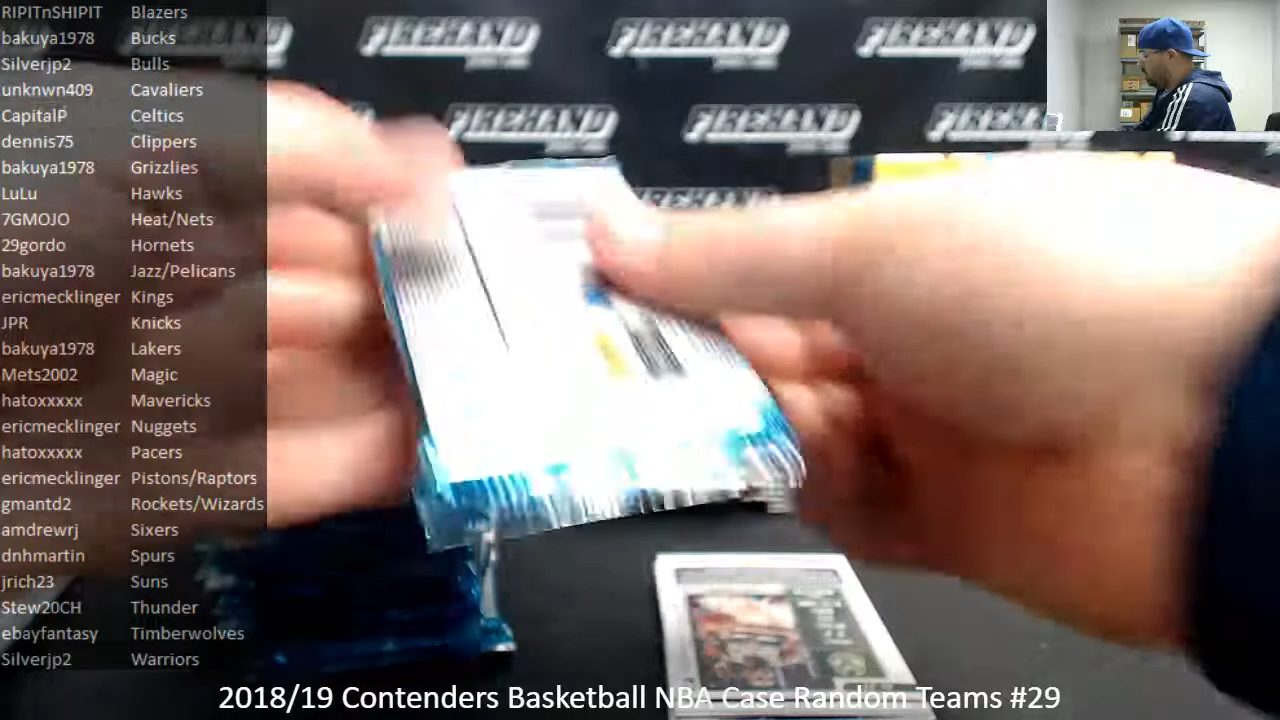 RIPITnSHIPIT Blazers
bakuya1978 Bucks
Silverjp2 Bulls
unknwn409 Cavaliers
CapitalP Celtics
dennis75 Clippers
bakuya1978 Grizzlies
LuLu Hawks
7GMOJO Heat/Nets
29gordo Hornets
bakuya1978 Jazz/Pelicans
ericmecklinger Kings
JPR Knicks
bakuya1978 Lakers
Mets2002 Magic
hatoxxxxx Mavericks
ericmecklinger Nuggets
hatoxxxxx Pacers
ericmecklinger Pistons/Raptors
gmantd2 Rockets/Wizards
amdrewrj Sixers
dnhmartin Spurs
jrich23 Suns
Stew20CH Thunder
ebayfantasy Timberwolves
Silverjp2 Warriors
FIREHAND FIREHAND FIREHAND
FIREHAND FIREHAND FIREHAND
FIREHAND
2018/19 Contenders Basketball NBA Case Random Teams #29